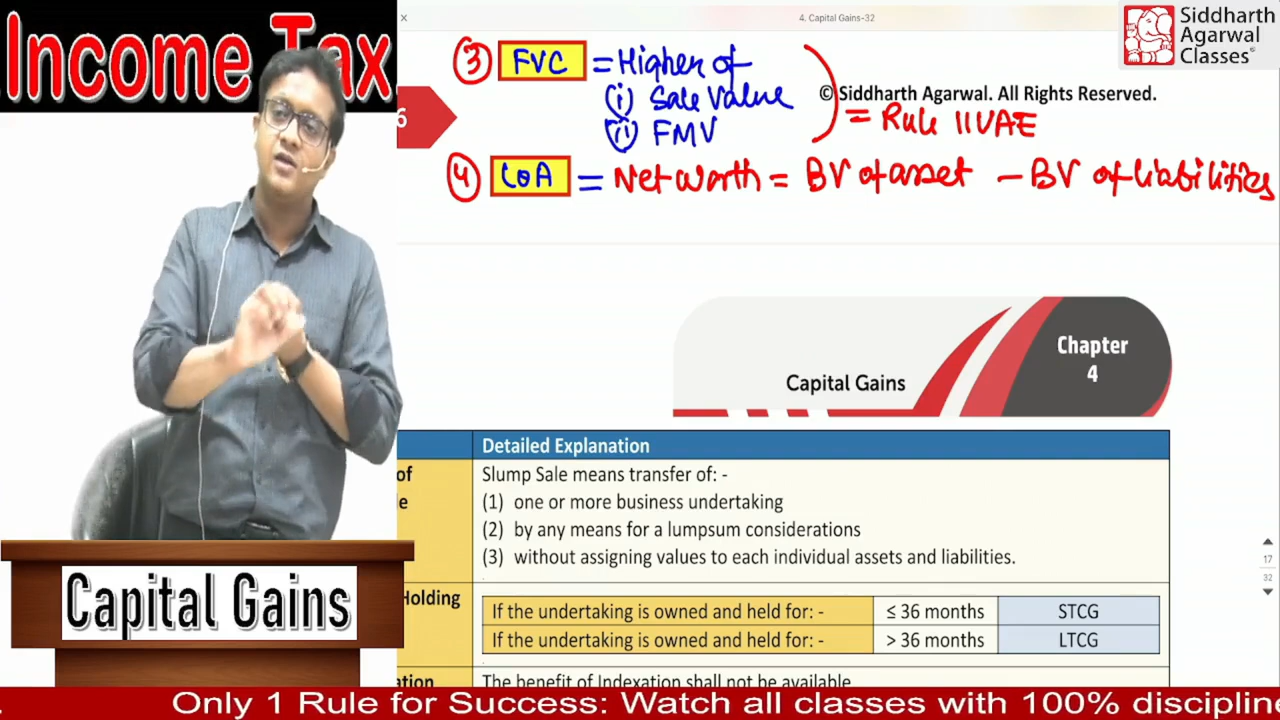 Income Tax
×
4. Capital Gains-32
Siddharth
Agarwal
Classes®
③ FVC = Higher of
(i) Sale Value
(ii) FMV
= Rule 11UAE
6
© Siddharth Agarwal. All Rights Reserved.
④ COA = Net worth = BV of asset - BV of liabilities
Chapter
4
Capital Gains
Detailed Explanation
of
e
Slump Sale means transfer of: -
(1) one or more business undertaking
(2) by any means for a lumpsum considerations
(3) without assigning values to each individual assets and liabilities.
Holding
If the undertaking is owned and held for: - ≤ 36 months STCG
If the undertaking is owned and held for: - > 36 months LTCG
ation
The benefit of Indexation shall not be available
17
32
Capital Gains
Only 1 Rule for Success: Watch all classes with 100% discipline